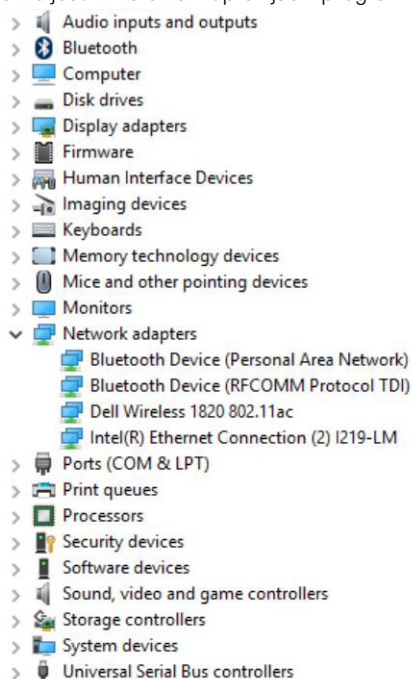 Audio inputs and outputs
Bluetooth
Computer
Disk drives
Display adapters
Firmware
Human Interface Devices
Imaging devices
Keyboards
Memory technology devices
Mice and other pointing devices
Monitors
Network adapters
Bluetooth Device (Personal Area Network)
Bluetooth Device (RFCOMM Protocol TDI)
Dell Wireless 1820 802.11ac
Intel(R) Ethernet Connection (2) I219-LM
Ports (COM & LPT)
Print queues
Processors
Security devices
Software devices
Sound, video and game controllers
Storage controllers
System devices
Universal Serial Bus controllers